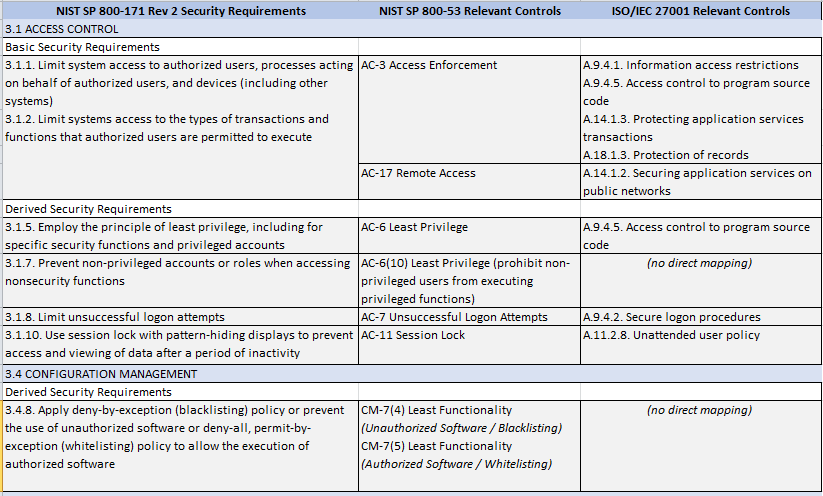 NIST SP 800-171 Rev 2 Security Requirements
NIST SP 800-53 Relevant Controls
ISO/IEC 27001 Relevant Controls
3.1 ACCESS CONTROL
Basic Security Requirements
3.1.1. Limit system access to authorized users, processes acting
on behalf of authorized users, and devices (including other
systems)
3.1.2. Limit systems access to the types of transactions and
functions that authorized users are permitted to execute
AC-3 Access Enforcement
A.9.4.1. Information access restrictions
A.9.4.5. Access control to program source
code
A.14.1.3. Protecting application services
transactions
A.18.1.3. Protection of records
AC-17 Remote Access
A.14.1.2. Securing application services on
public networks
Derived Security Requirements
3.1.5. Employ the principle of least privilege, including for
specific security functions and privileged accounts
AC-6 Least Privilege
A.9.4.5. Access control to program source
code
3.1.7. Prevent non-privileged accounts or roles when accessing
nonsecurity functions
AC-6(10) Least Privilege (prohibit non-
privileged users from executing
privileged functions)
(no direct mapping)
3.1.8. Limit unsuccessful logon attempts
AC-7 Unsuccessful Logon Attempts
A.9.4.2. Secure logon procedures
3.1.10. Use session lock with pattern-hiding displays to prevent
access and viewing of data after a period of inactivity
AC-11 Session Lock
A.11.2.8. Unattended user policy
3.4 CONFIGURATION MANAGEMENT
Derived Security Requirements
3.4.8. Apply deny-by-exception (blacklisting) policy or prevent
the use of unauthorized software or deny-all, permit-by-
exception (whitelisting) policy to allow the execution of
authorized software
CM-7(4) Least Functionality
(Unauthorized Software / Blacklisting)
CM-7(5) Least Functionality
(Authorized Software / Whitelisting)
(no direct mapping)